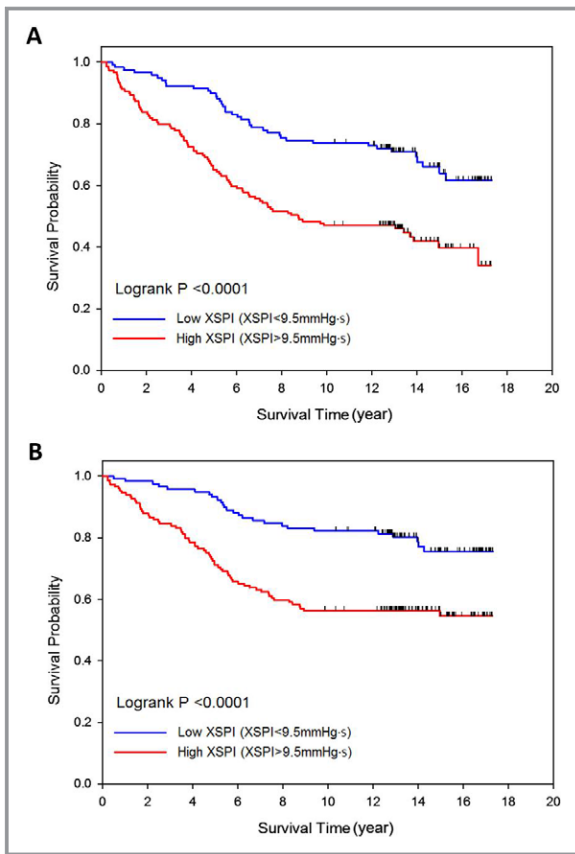 A
1.0
0.8
0.6
0.4
0.2
0.0
Survival Probability
Logrank P <0.0001
Low XSPI (XSPI<9.5mmHg·s)
High XSPI (XSPI>9.5mmHg·s)
0 2 4 6 8 10 12 14 16 18 20
Survival Time (year)
B
1.0
0.8
0.6
0.4
0.2
0.0
Survival Probability
Logrank P <0.0001
Low XSPI (XSPI<9.5mmHg·s)
High XSPI (XSPI>9.5mmHg·s)
0 2 4 6 8 10 12 14 16 18 20
Survival Time (year)